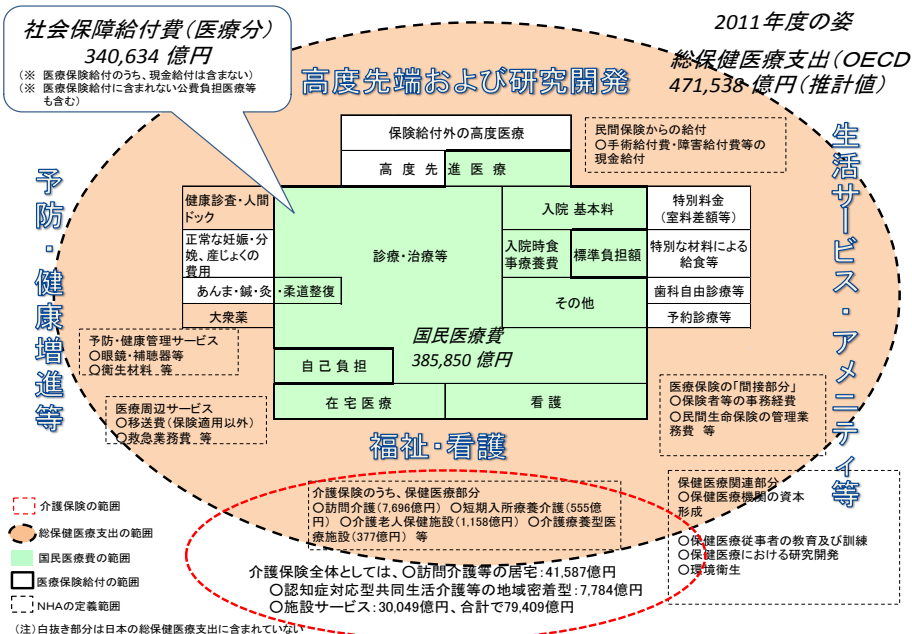 社会保障給付費（医療分）
340,634 億円
（※ 医療保険給付のうち、現金給付は含まない）
（※ 医療保険給付に含まれない公費負担医療等
も含む）
2011年度の姿
総保健医療支出（OECD
471,538 億円（推計値）
高度先端および研究開発
予防・健康増進等
生活サービス・アメニティ等
福祉・看護
保険給付外の高度医療
高 度 先 進 医 療
民間保険からの給付
〇手術給付費・障害給付費等の
現金給付
健康診査・人間
ドック
正常な妊娠・分
娩、産じょくの
費用
あんま・鍼・灸・柔道整復
大衆薬
診療・治療等
入院 基本料
入院時食
事療養費
標準負担額
その他
特別料金
（室料差額等）
特別な材料による
給食等
歯科自由診療等
予約診療等
国民医療費
385,850 億円
自己負担
在宅医療
看護
予防・健康管理サービス
〇眼鏡・補聴器等
〇衛生材料 等
医療周辺サービス
〇移送費（保険適用以外）
〇救急業務費 等
医療保険の「間接部分」
〇保険者等の事務経費
〇民間生命保険の管理業
務費 等
介護保険のうち、保健医療部分
〇訪問介護（7,696億円） 〇短期入所療養介護（555億
円） 〇介護老人保健施設（1,158億円） 〇介護療養型医
療施設（377億円） 等
保健医療関連部分
〇保健医療機関の資本
形成
〇保健医療従事者の教育及び訓練
〇保健医療における研究開発
〇環境衛生
介護保険全体としては、〇訪問介護等の居宅：41,587億円
〇認知症対応型共同生活介護等の地域密着型：7,784億円
〇施設サービス：30,049億円、合計で79,409億円
介護保険の範囲
総保健医療支出の範囲
国民医療費の範囲
医療保険給付の範囲
NHAの定義範囲
（注）白抜き部分は日本の総保健医療支出に含まれていない